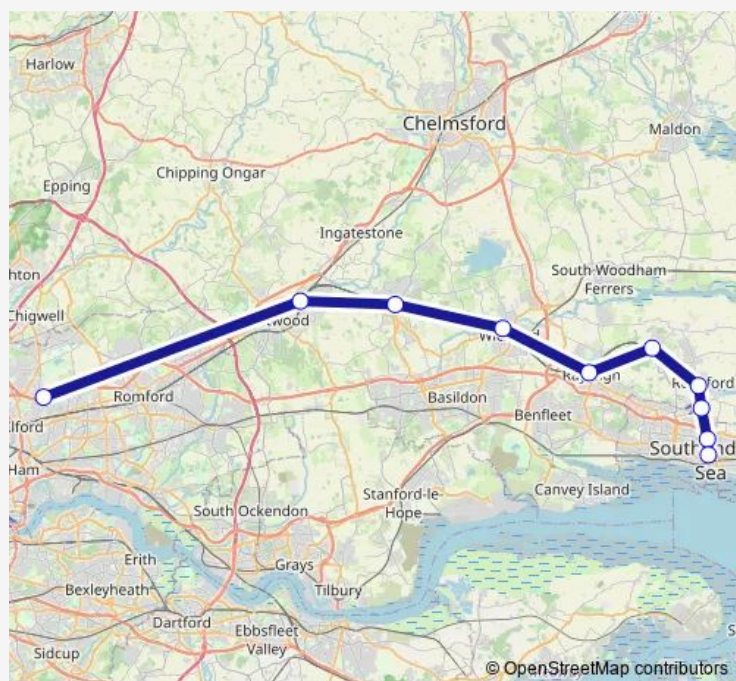 Harlow
Chelmsford
Maldon
Chipping Ongar
Epping
Ingatestone
South Woodham
Ferrers
Chigwell
Romford
Basildon
Benfleet
Sea
Canvey Island
Stanford-le
Hope
South Ockendon
Grays
Tilbury
Erith
Bexleyheath
Dartford
Ebbsfleet
Valley
Sidcup
© OpenStreetMap contributors